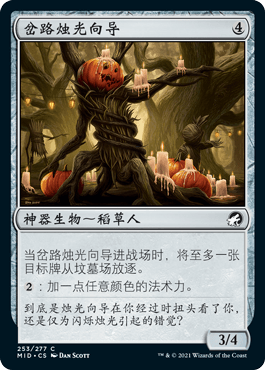 岔路烛光向导 4
神器生物～稻草人
当岔路烛光向导进战场时，将至多一张
目标牌从坟墓场放逐。
2：加一点任意颜色的法术力。
到底是烛光向导在你经过时扭头看了你，
还是仅为闪烁烛光引起的错觉？
3/4
253/277 C
MID • CS DAN SCOTT
™ & © 2021 Wizards of the Coast